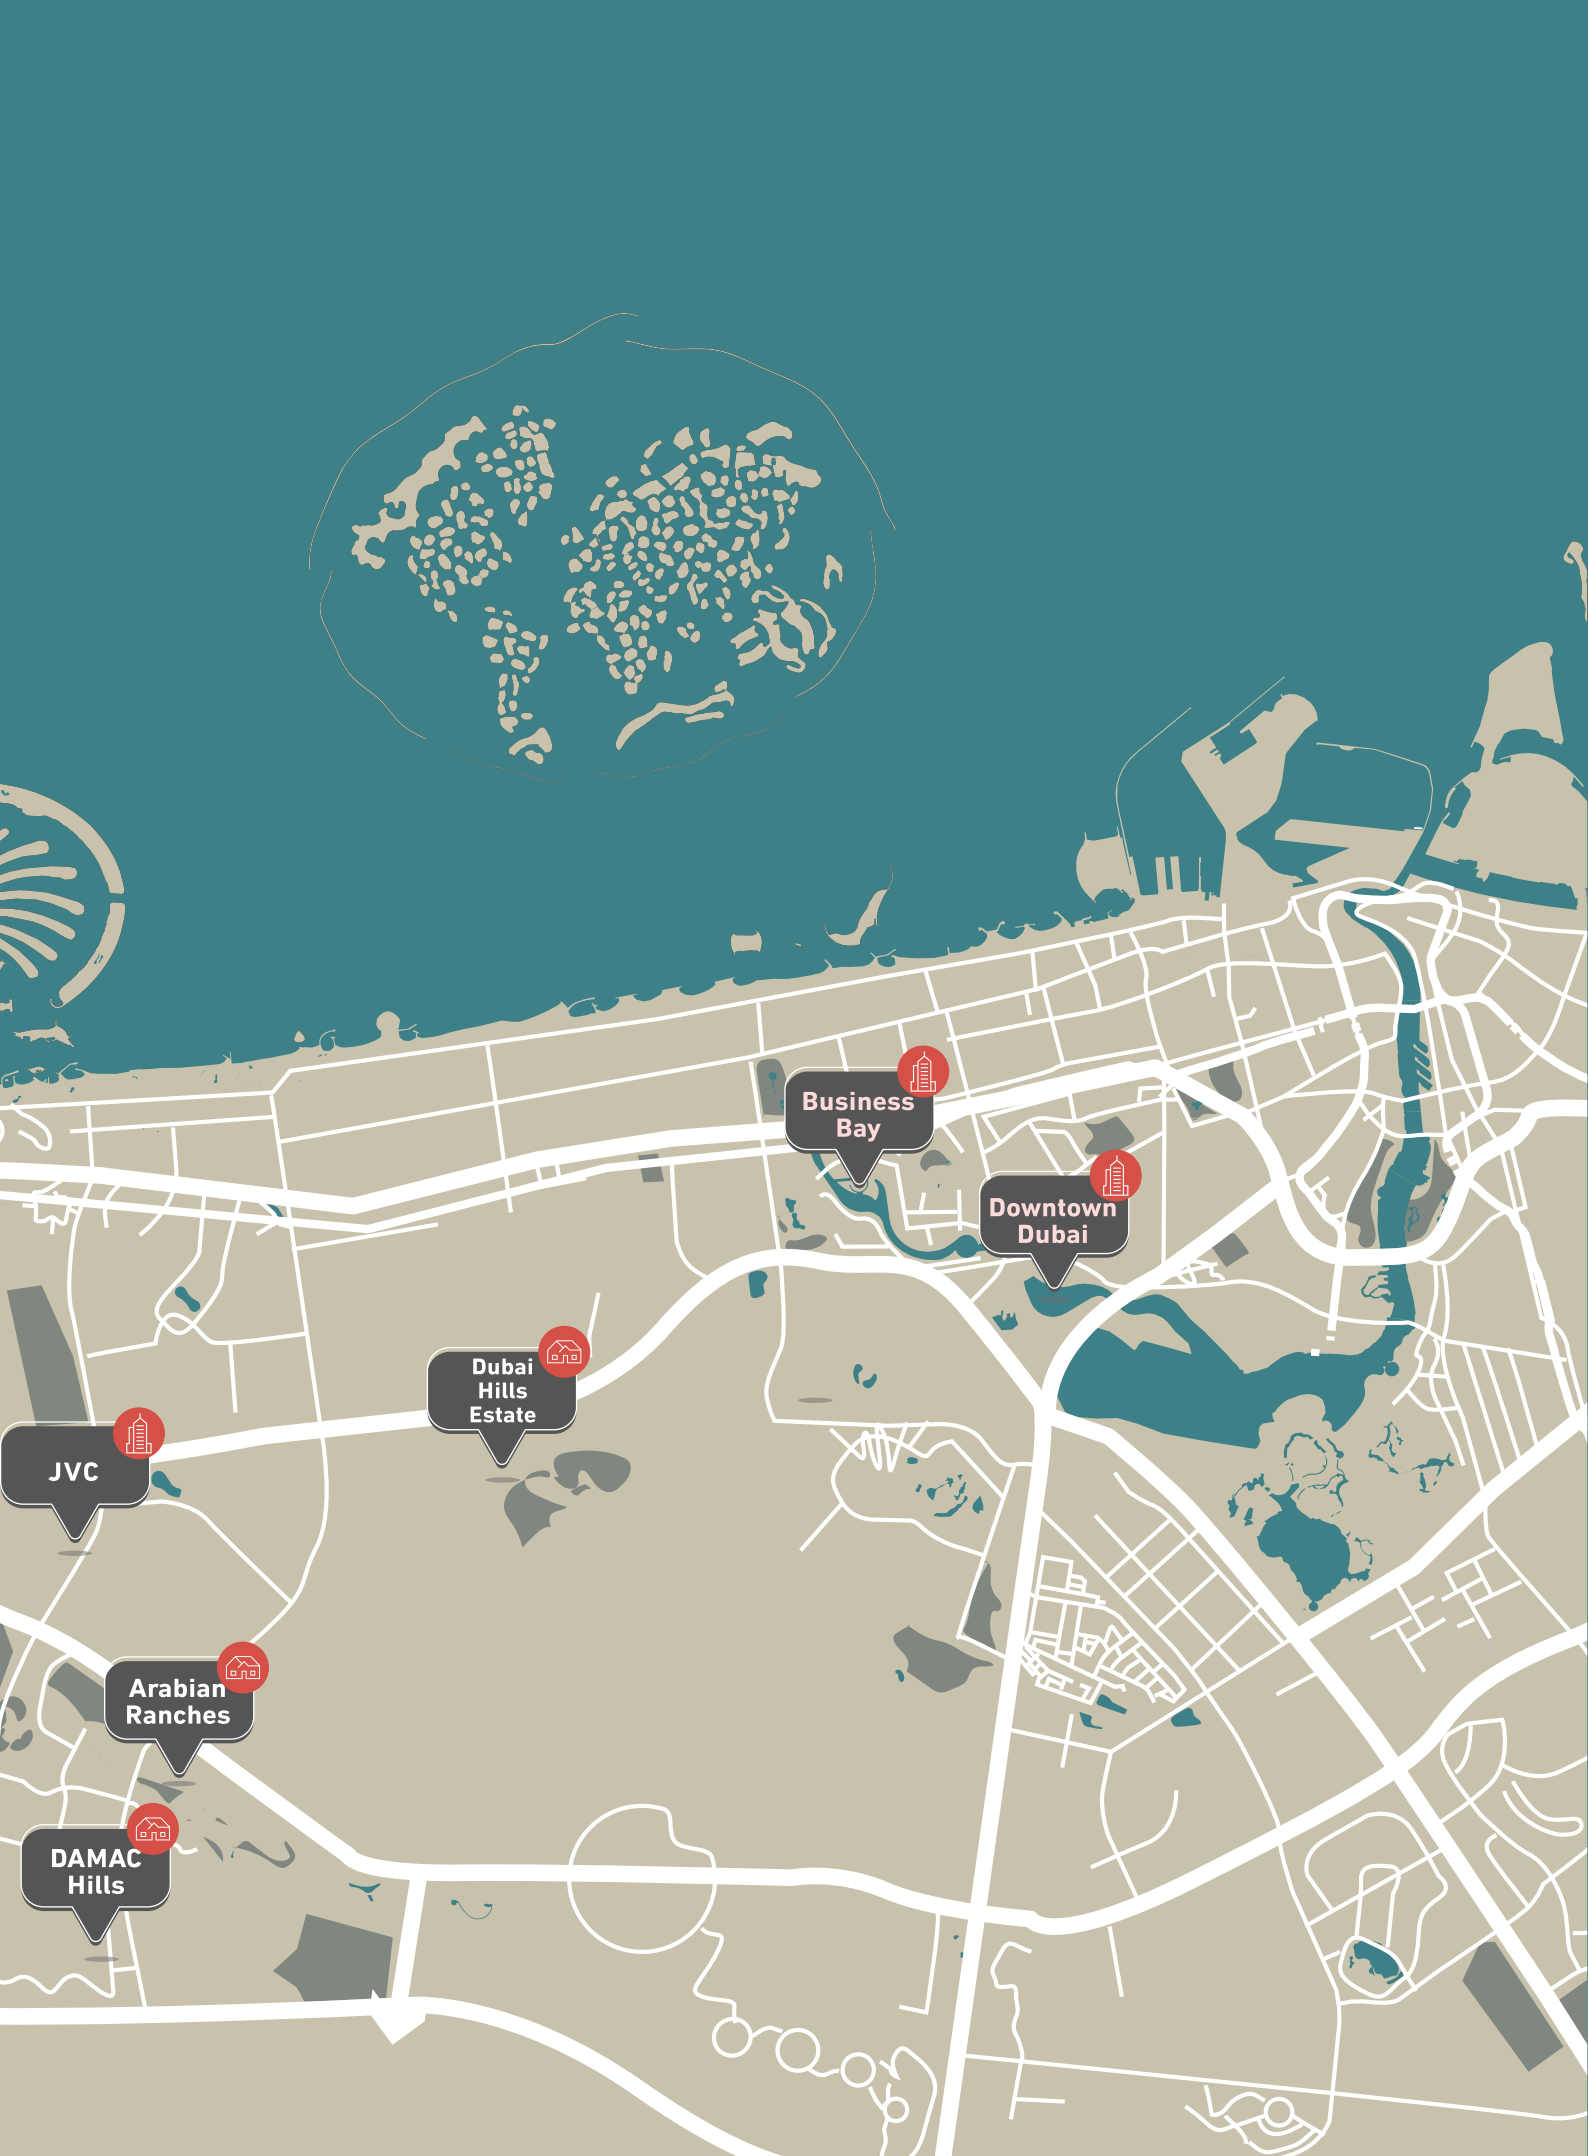 Business
Bay
Downtown
Dubai
Dubai
Hills
Estate
JVC
Arabian
Ranches
DAMAC
Hills